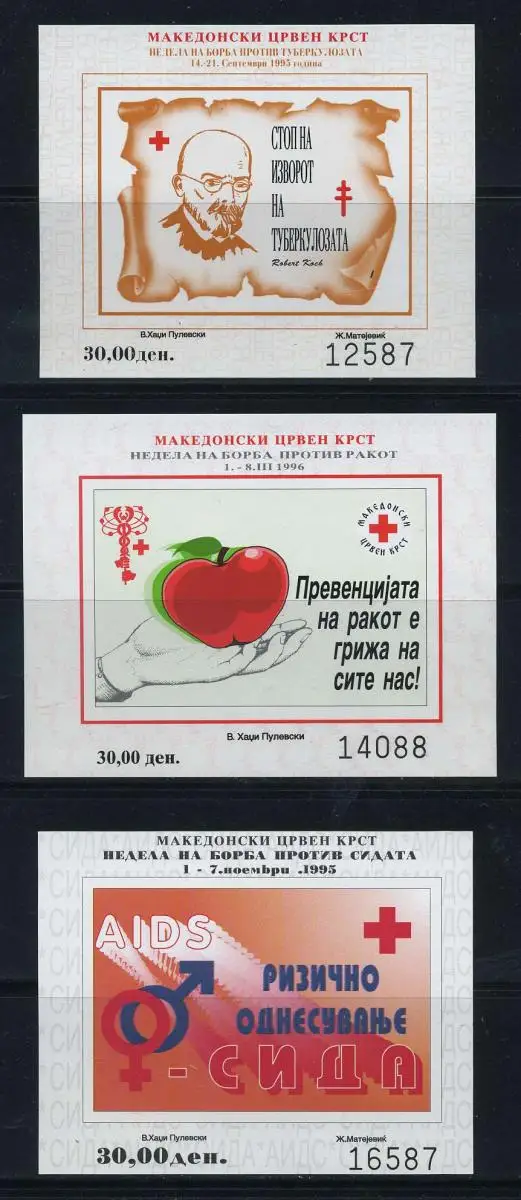 МАКЕДОНСКИ ЦРВЕН КРСТ
НЕДЕЛА НА БОРБА ПРОТИВ ТУБЕРКУЛОЗАТА
14.-21. Септември 1995 година
СТОП НА
ИЗВОРОТ
НА
ТУБЕРКУЛОЗАТА
Robert Koch
В.Хаџи Пулевски
Ж.Матејевиќ
30,00ден.
12587
МАКЕДОНСКИ ЦРВЕН КРСТ
НЕДЕЛА НА БОРБА ПРОТИВ РАКОТ
1.-8.III 1996
МАКЕДОНСКИ
ЦРВЕН КРСТ
Превенцијата
на ракот е
грижа на
сите нас!
В. Хаџи Пулевски
30,00 ден.
14088
МАКЕДОНСКИ ЦРВЕН КРСТ
НЕДЕЛА НА БОРБА ПРОТИВ СИДАТА
1 - 7.ноември .1995
AIDS
РИЗИЧНО
ОДНЕСУВАЊЕ
-СИДА
В.Хаџи Пулевски
Ж.Матејевиќ
30,00ден.
16587